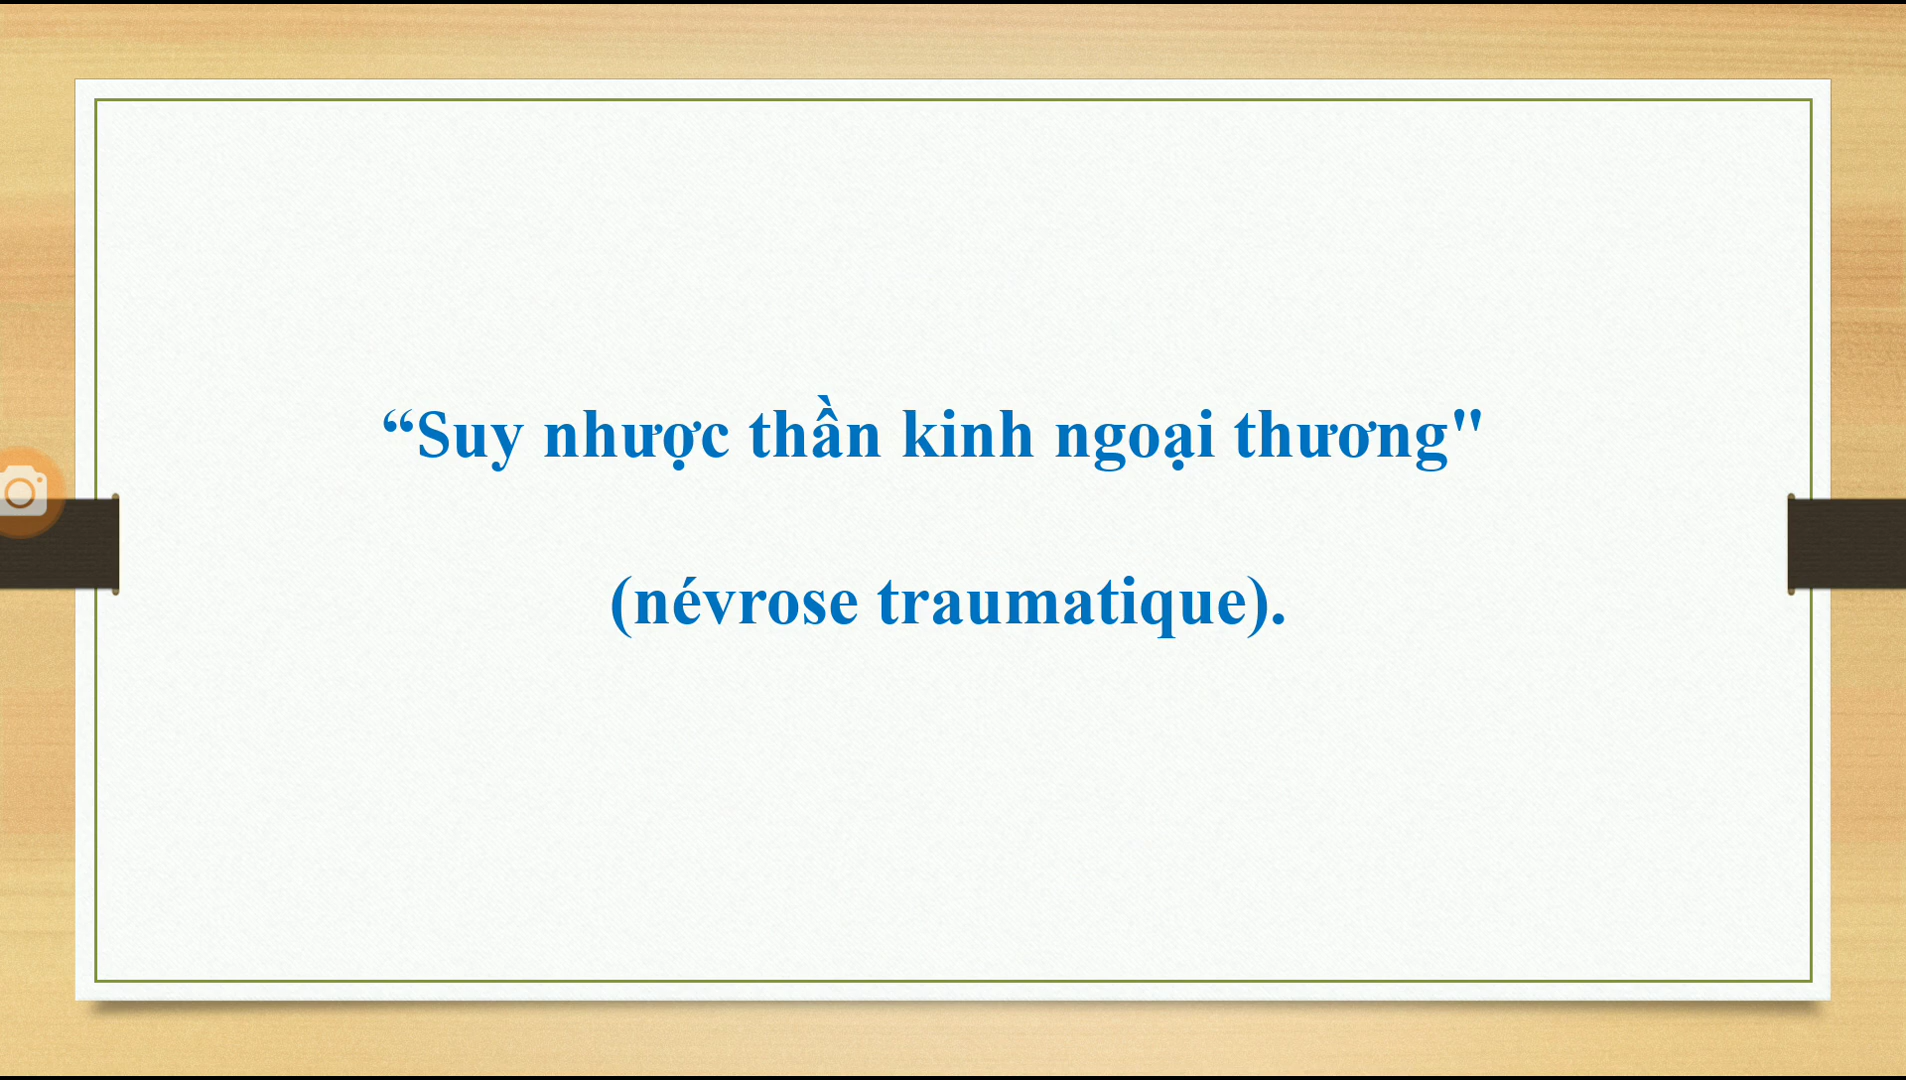 “Suy nhược thần kinh ngoại thương"
(névrose traumatique).